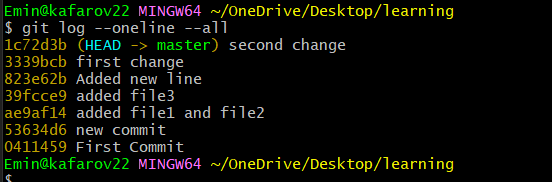 Emin@kafarov22 MINGW64 ~/OneDrive/Desktop/learning
$ git log --oneline --all
1c72d3b (HEAD -> master) second change
3339bcb first change
823e62b Added new line
39fcce9 added file3
ae9af14 added file1 and file2
53634d6 new commit
0411459 First Commit
Emin@kafarov22 MINGW64 ~/OneDrive/Desktop/learning
$